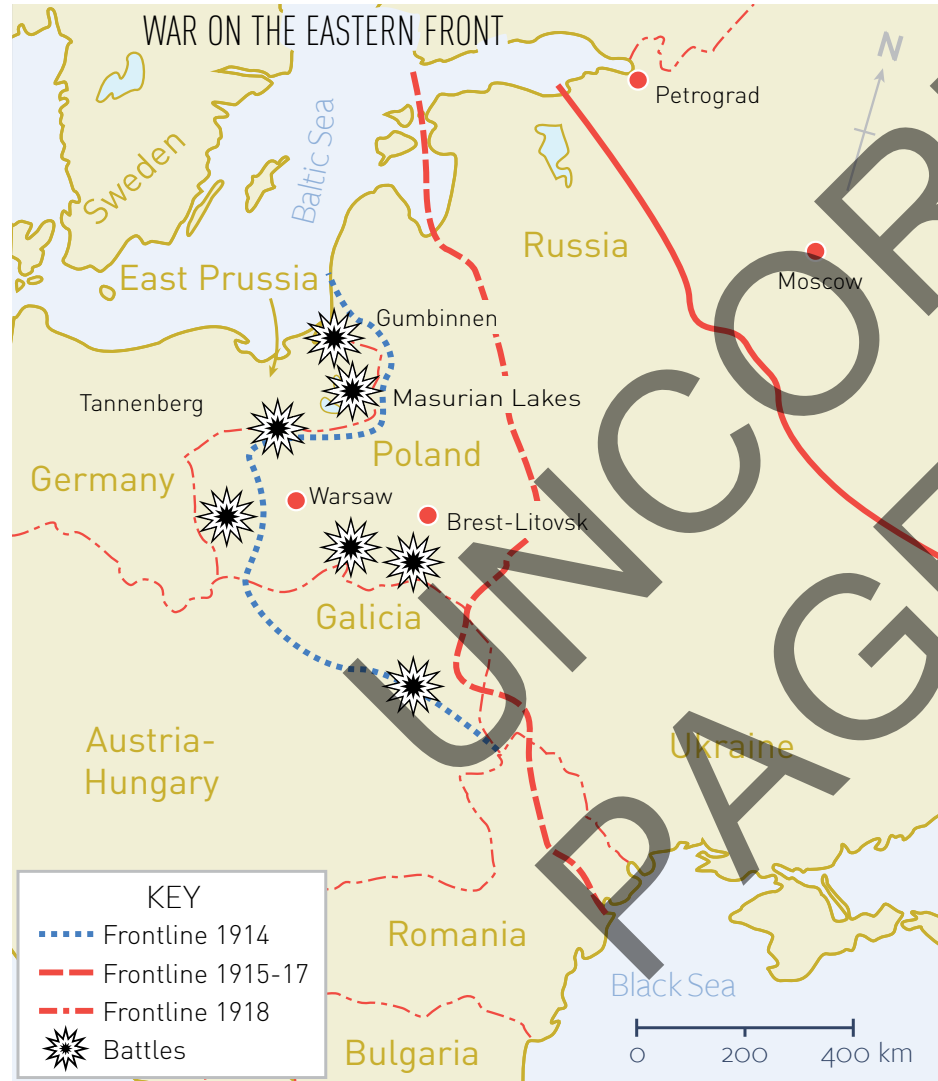 WAR ON THE EASTERN FRONT
N
Petrograd
Baltic Sea
Sweden
Russia
East Prussia
Moscow
Gumbinnen
Tannenberg
Masurian Lakes
Poland
Germany
Warsaw
Brest-Litovsk
Galicia
Austria-
Hungary
Ukraine
Romania
Black Sea
Bulgaria
KEY
Frontline 1914
Frontline 1915-17
Frontline 1918
Battles
0 200 400 km